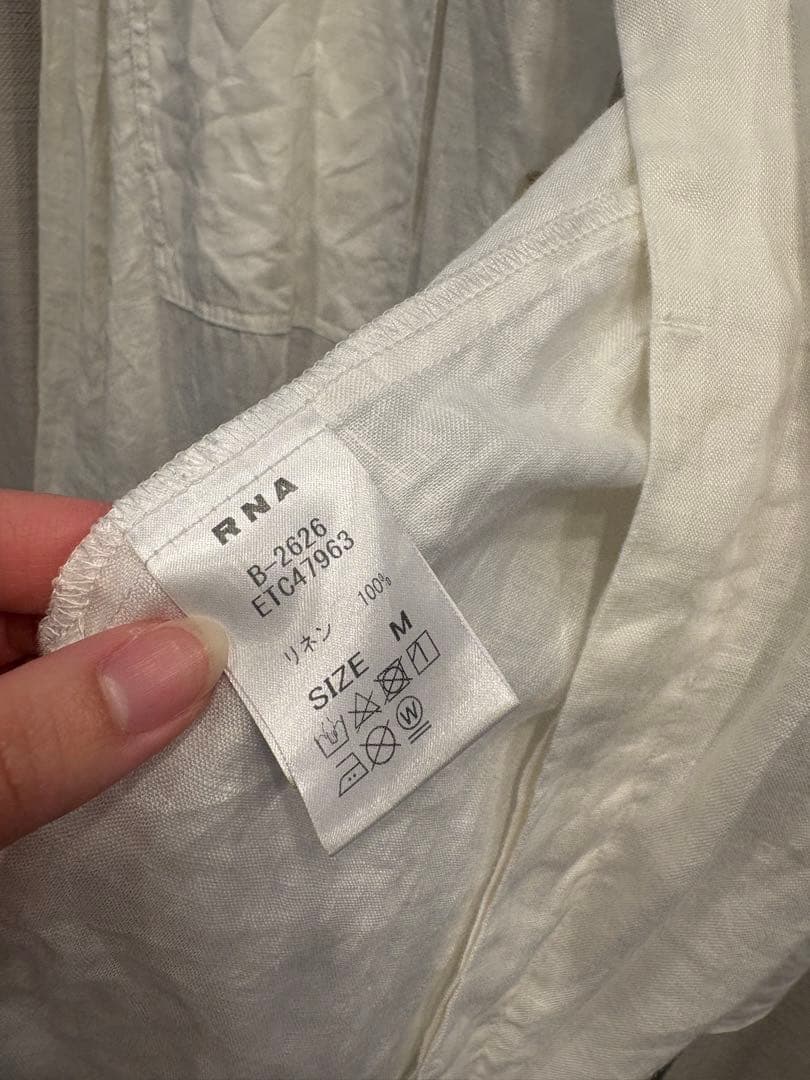 RNA
B-2626
ETC47963
リネン 100%
SIZE M
W